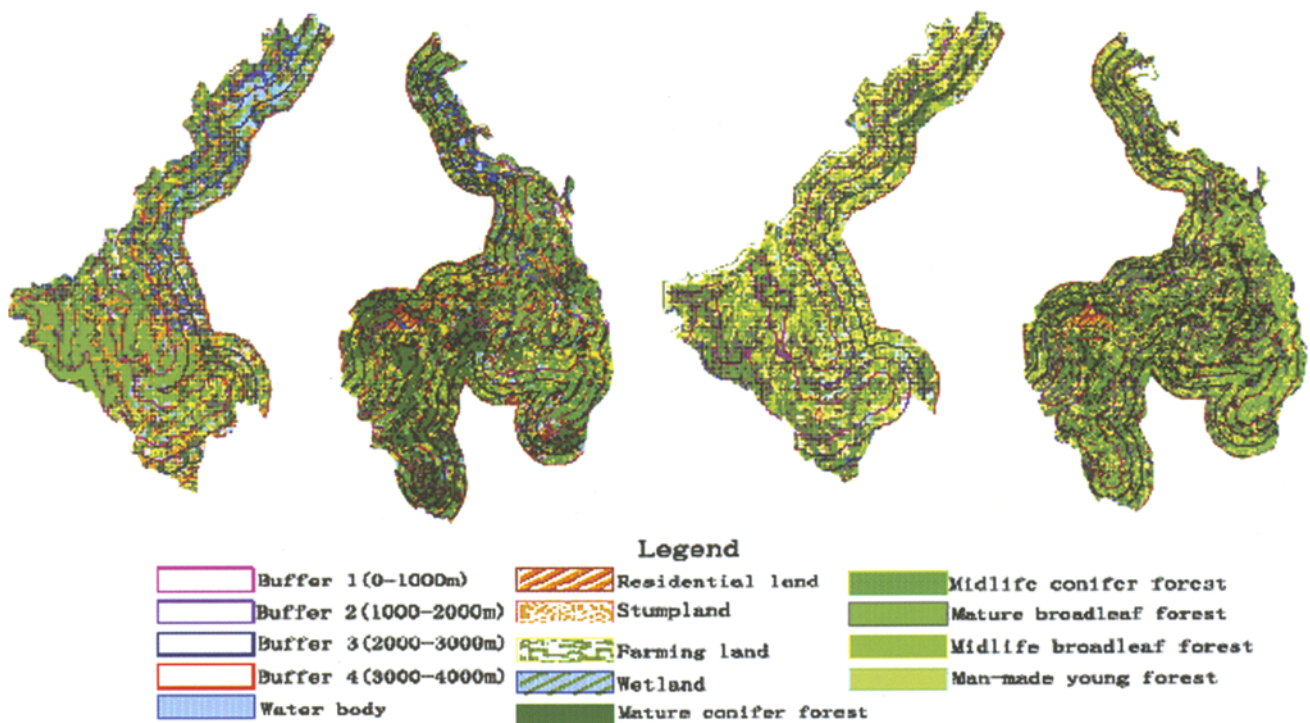 Legend
Buffer 1(0-1000m)
Buffer 2(1000-2000m)
Buffer 3(2000-3000m)
Buffer 4(3000-4000m)
Water body
Residential land
Stumpland
Farming land
Wetland
Mature conifer forest
Midlife conifer forest
Mature broadleaf forest
Midlife broadleaf forest
Man-made young forest